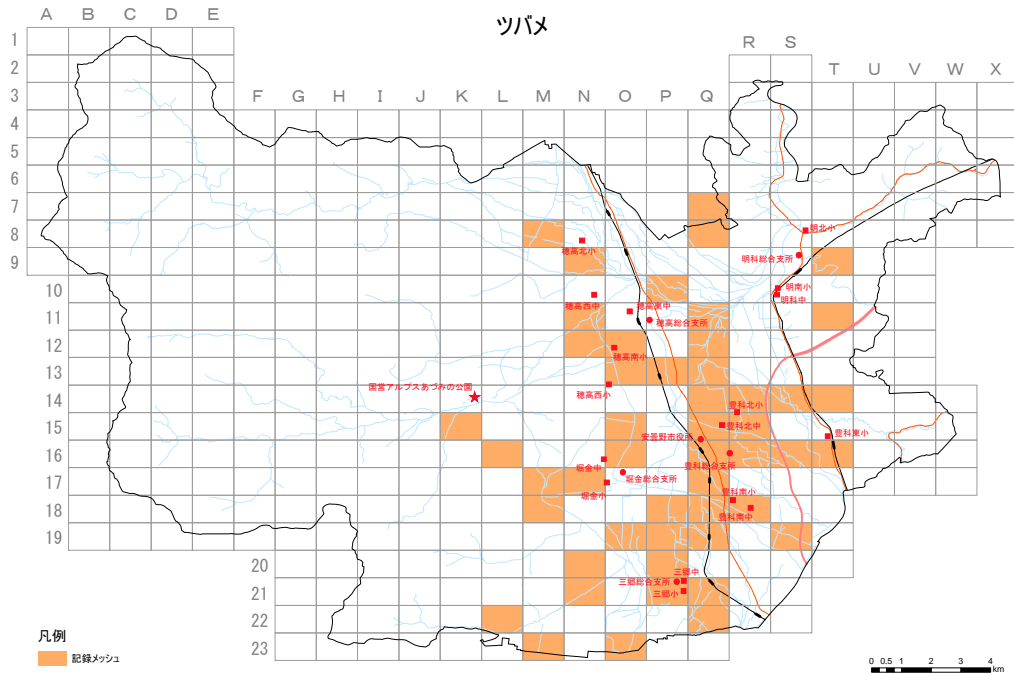 ツバメ
A B C D E
R S
T U V W X
F G H I J K L M N O P Q
1
2
3
4
5
6
7
8
9
10
11
12
13
14
15
16
17
18
19
20
21
22
23
明北小
穂高北小
明科総合支所
明南小
明科中
穂高西中
穂高東中
穂高総合支所
穂高南小
国営アルプスあづみの公園
穂高西小
豊科北小
豊科北中
安曇野市役所
豊科東小
豊科総合支所
堀金中
堀金総合支所
堀金小
豊科南小
豊科南中
三郷中
三郷総合支所
三郷小
凡例
記録メッシュ
0 0.5 1 2 3 4
km